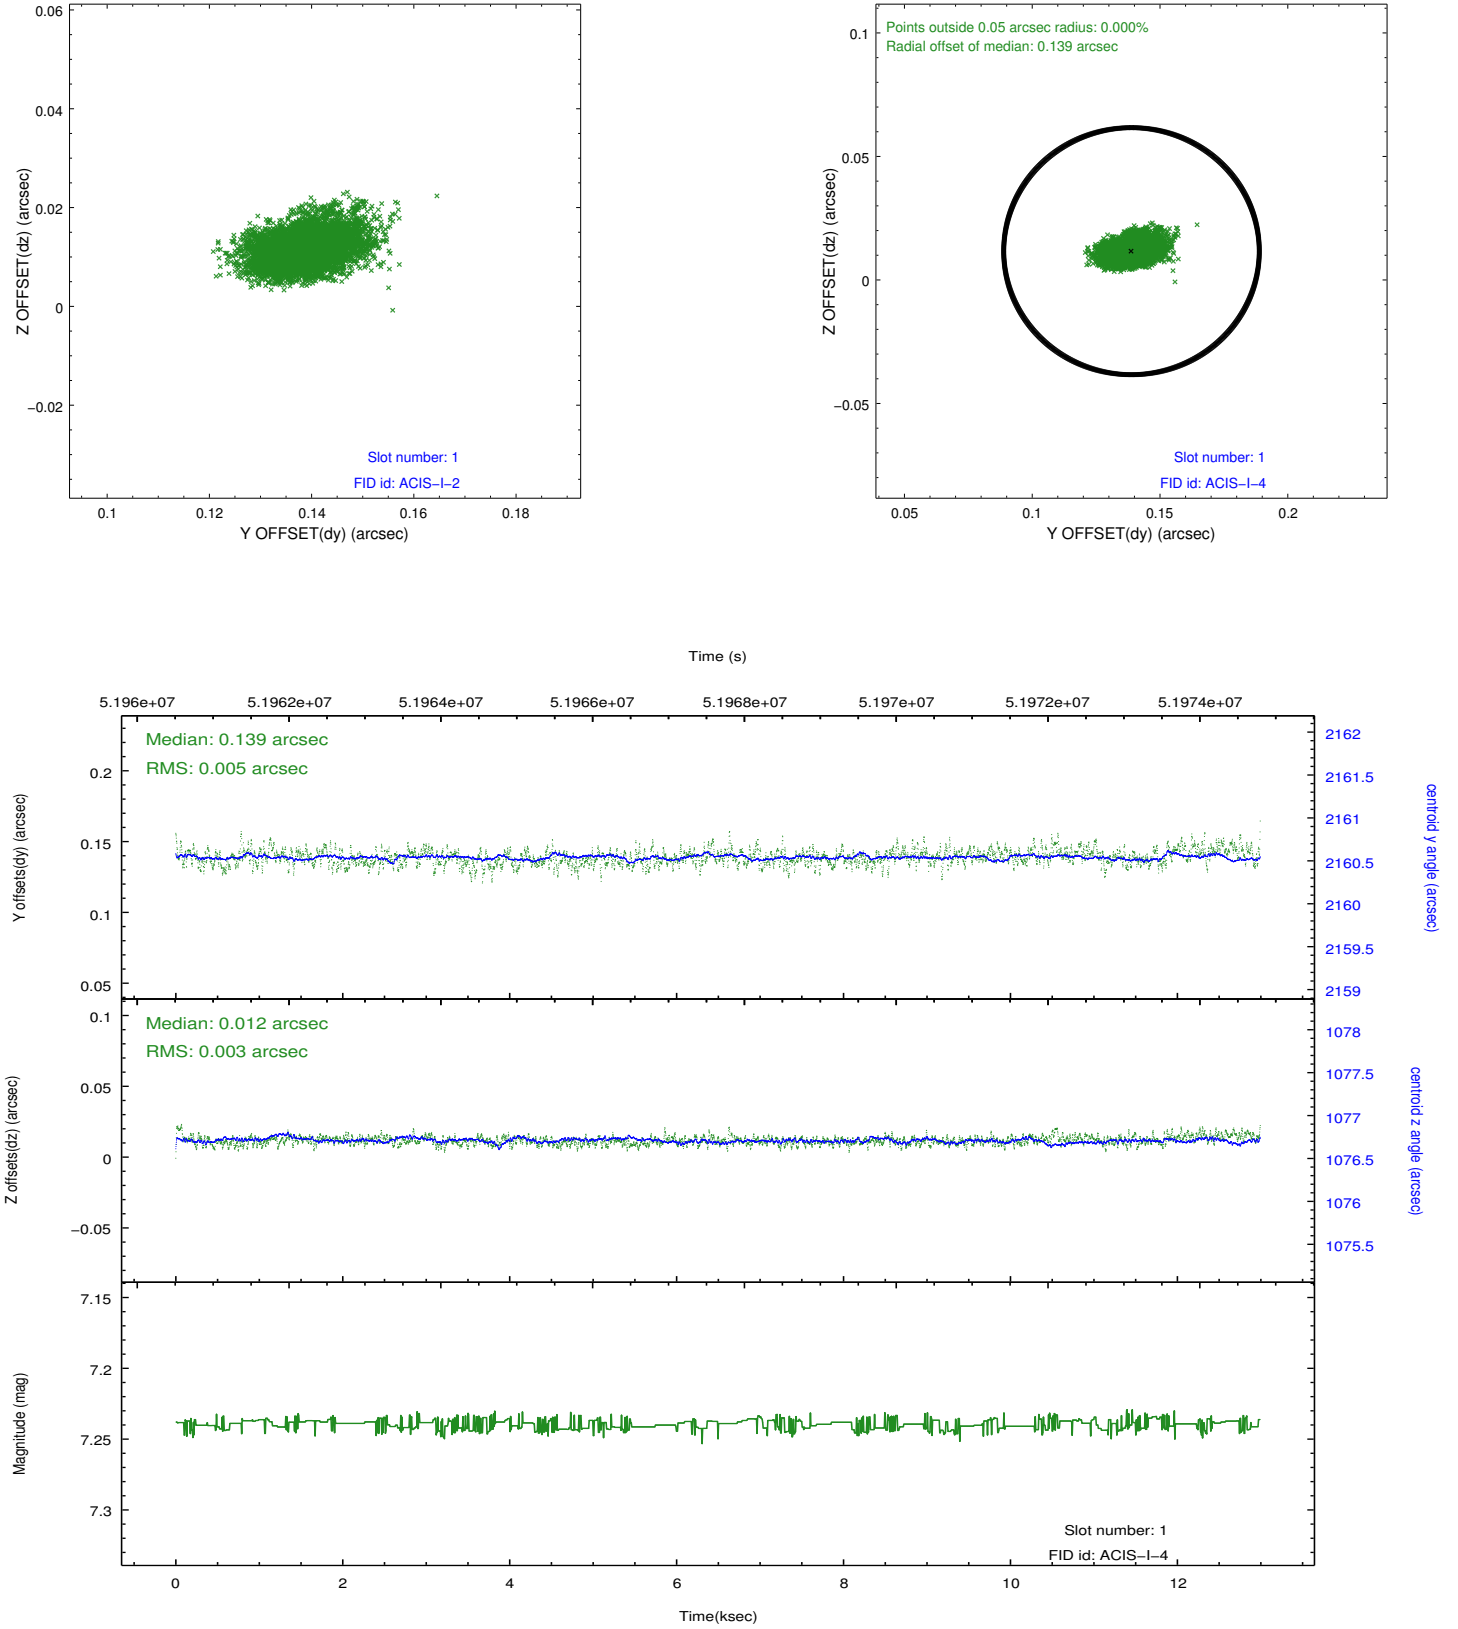 0.06
0.04
0.02
0
−0.02
Z OFFSET(dz) (arcsec)
Slot number: 1
FID id: ACIS−I−2
0.1 0.12 0.14 0.16 0.18
Y OFFSET(dy) (arcsec)
Points outside 0.05 arcsec radius: 0.000%
Radial offset of median: 0.139 arcsec
0.1
0.05
0
−0.05
Z OFFSET(dz) (arcsec)
Slot number: 1
FID id: ACIS−I−4
0.05 0.1 0.15 0.2
Y OFFSET(dy) (arcsec)
Time (s)
5.196e+07 5.1962e+07 5.1964e+07 5.1966e+07 5.1968e+07 5.197e+07 5.1972e+07 5.1974e+07
Median: 0.139 arcsec
RMS: 0.005 arcsec
0.2
0.15
0.1
0.05
Y offsets(dy) (arcsec)
2162
2161.5
2161
2160.5
2160
2159.5
2159
centroid y angle (arcsec)
Median: 0.012 arcsec
RMS: 0.003 arcsec
0.1
0.05
0
−0.05
Z offsets(dz) (arcsec)
1078
1077.5
1077
1076.5
1076
1075.5
centroid z angle (arcsec)
7.15
7.2
7.25
7.3
Magnitude (mag)
Slot number: 1
FID id: ACIS−I−4
0 2 4 6 8 10 12
Time(ksec)